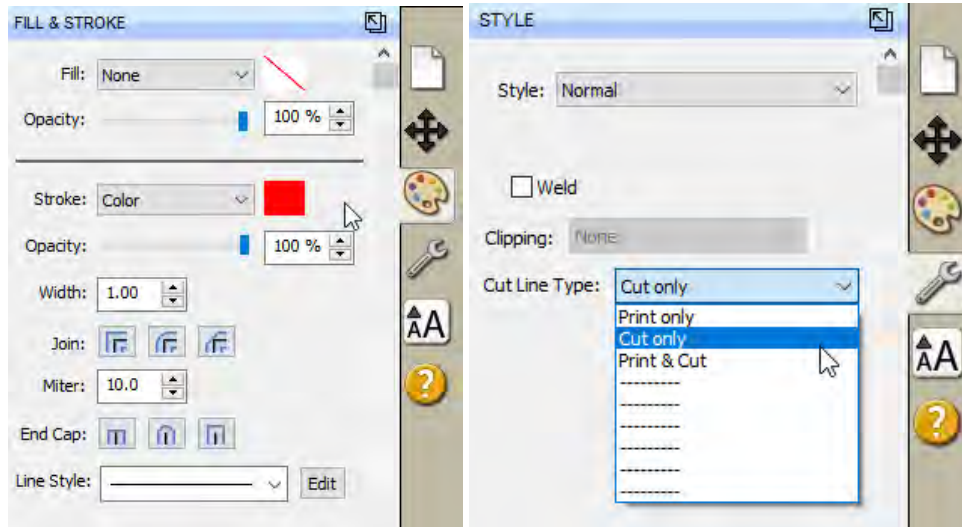 FILL & STROKE
Fill: None
Opacity: 100 %
Stroke: Color
Opacity: 100 %
Width: 1.00
Join:
Miter: 10.0
End Cap:
Line Style: Edit
AA
?
STYLE
Style: Normal
Weld
Clipping: None
Cut Line Type: Cut only
Print only
Cut only
Print & Cut
---------
---------
---------
---------
---------
---------
AA
?